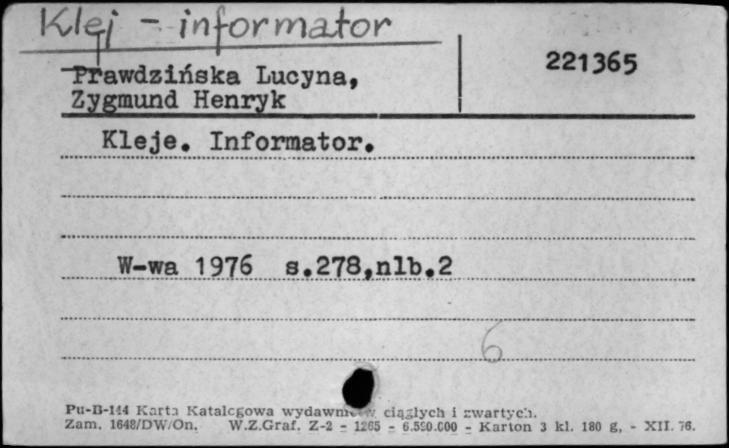 Klej - informator
Prawdzińska Lucyna,
Zygmund Henryk
221365
Kleje. Informator.
W-wa 1976 s.278,nlb.2
6
Pu-B-144 Karta Katalogowa wydawnictw ciągłych i zwartych.
Zam. 1648/DW/On. W.Z.Graf. Z-2 - 1265 - 6.500.000 - Karton 3 kl. 180 g, - XII. 76.